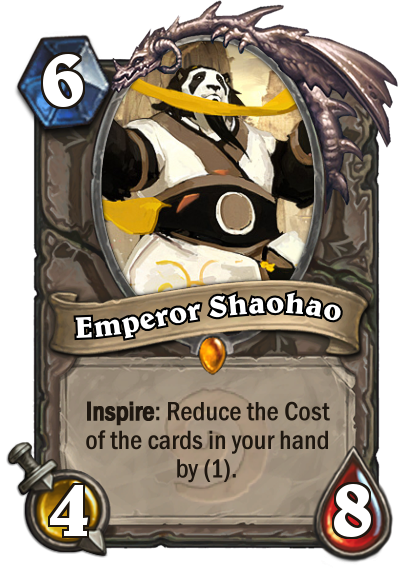 6
Emperor Shaohao
Inspire: Reduce the Cost
of the cards in your hand
by (1).
4
8